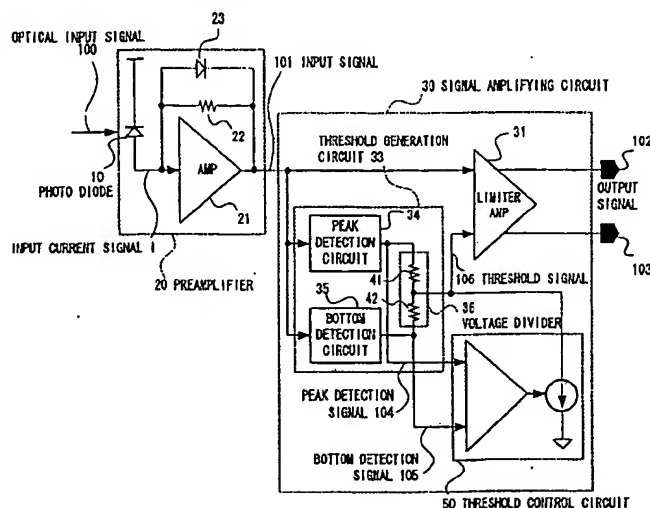 OPTICAL INPUT SIGNAL
100
23
101 INPUT SIGNAL
22
10
PHOTO DIODE
AMP
21
INPUT CURRENT SIGNAL I
20 PREAMPLIFIER
30 SIGNAL AMPLIFYING CIRCUIT
THRESHOLD GENERATION
CIRCUIT 33
31
LIMITER
AMP
102
OUTPUT
SIGNAL
103
34
PEAK
DETECTION
CIRCUIT
35
BOTTOM
DETECTION
CIRCUIT
41
42
106 THRESHOLD SIGNAL
36
VOLTAGE DIVIDER
PEAK DETECTION
SIGNAL 104
BOTTOM DETECTION
SIGNAL 105
50 THRESHOLD CONTROL CIRCUIT